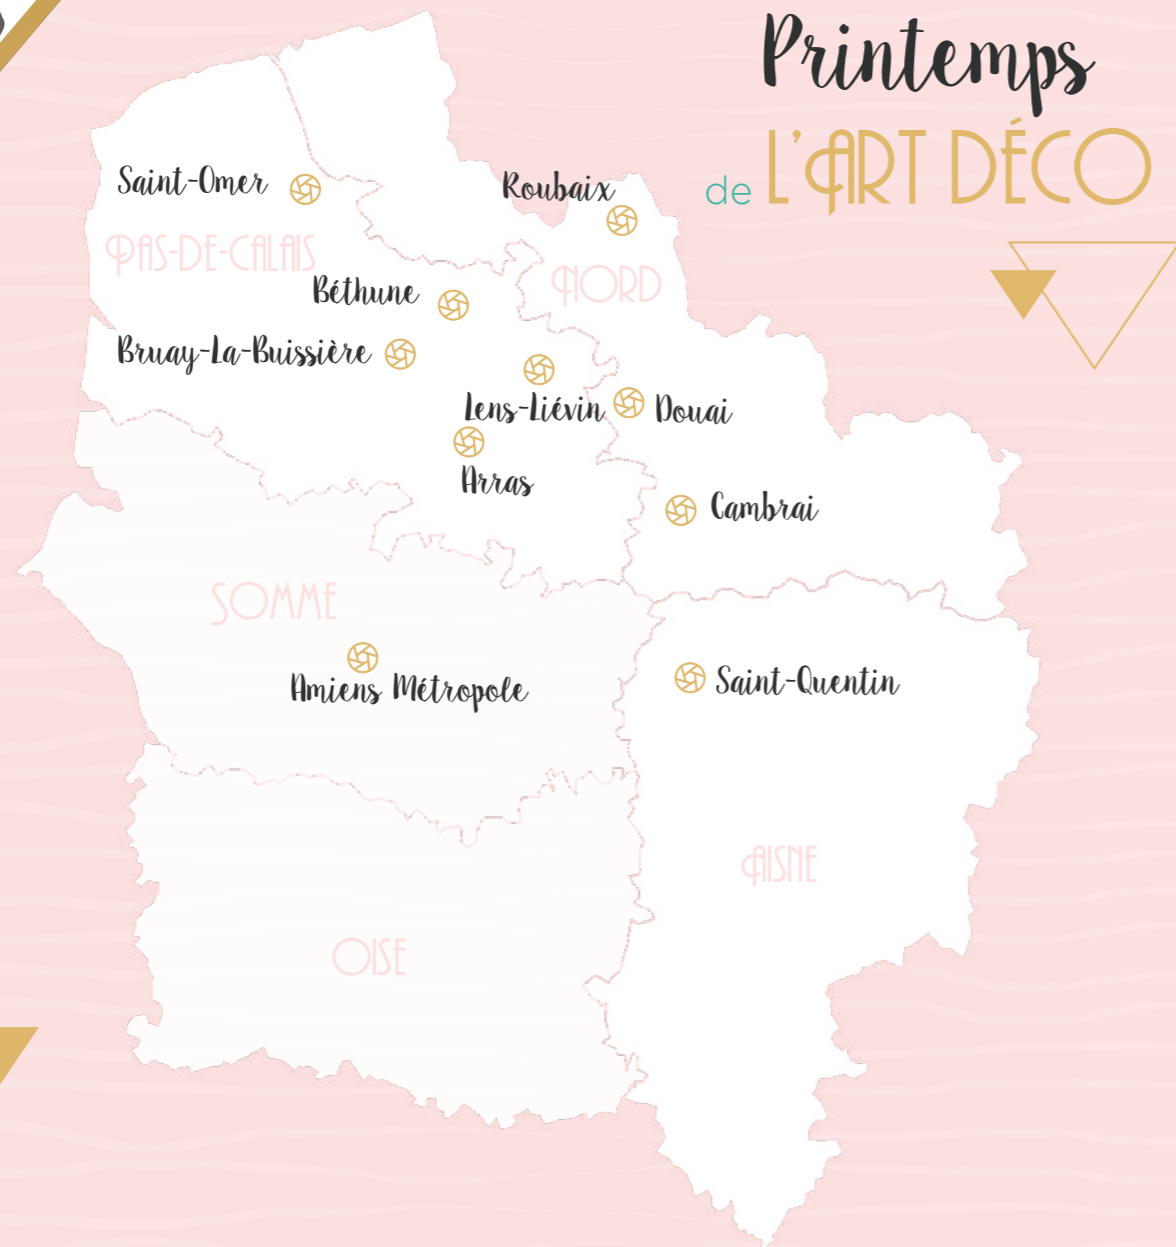 Printemps
de L'ART DÉCO
Saint-Omer
Roubaix
PAS-DE-CALAIS
NORD
Béthune
Bruay-La-Buissière
Lens-Liévin
Douai
Arras
Cambrai
SOMME
Amiens Métropole
Saint-Quentin
AISNE
OISE